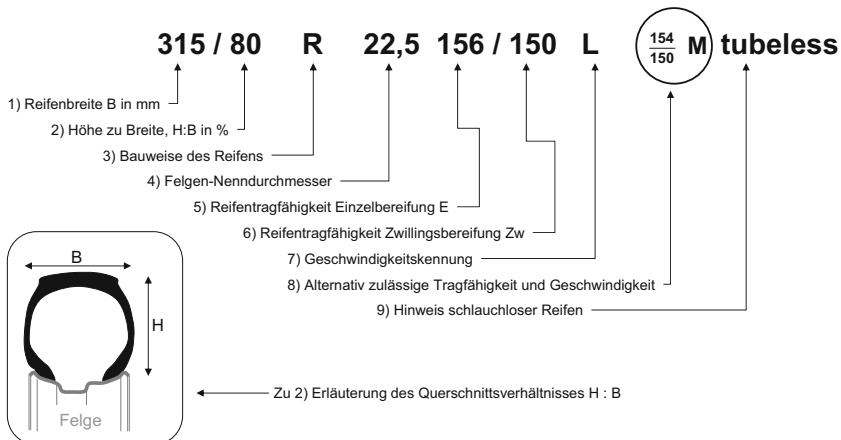 315 / 80 R 22,5 156 / 150 L 154/150 M tubeless
1) Reifenbreite B in mm
2) Höhe zu Breite, H:B in %
3) Bauweise des Reifens
4) Felgen-Nenndurchmesser
5) Reifentragfähigkeit Einzelbereifung E
6) Reifentragfähigkeit Zwillingsbereifung Zw
7) Geschwindigkeitskennung
8) Alternativ zulässige Tragfähigkeit und Geschwindigkeit
9) Hinweis schlauchloser Reifen
B
H
Zu 2) Erläuterung des Querschnittsverhältnisses H : B
Felge